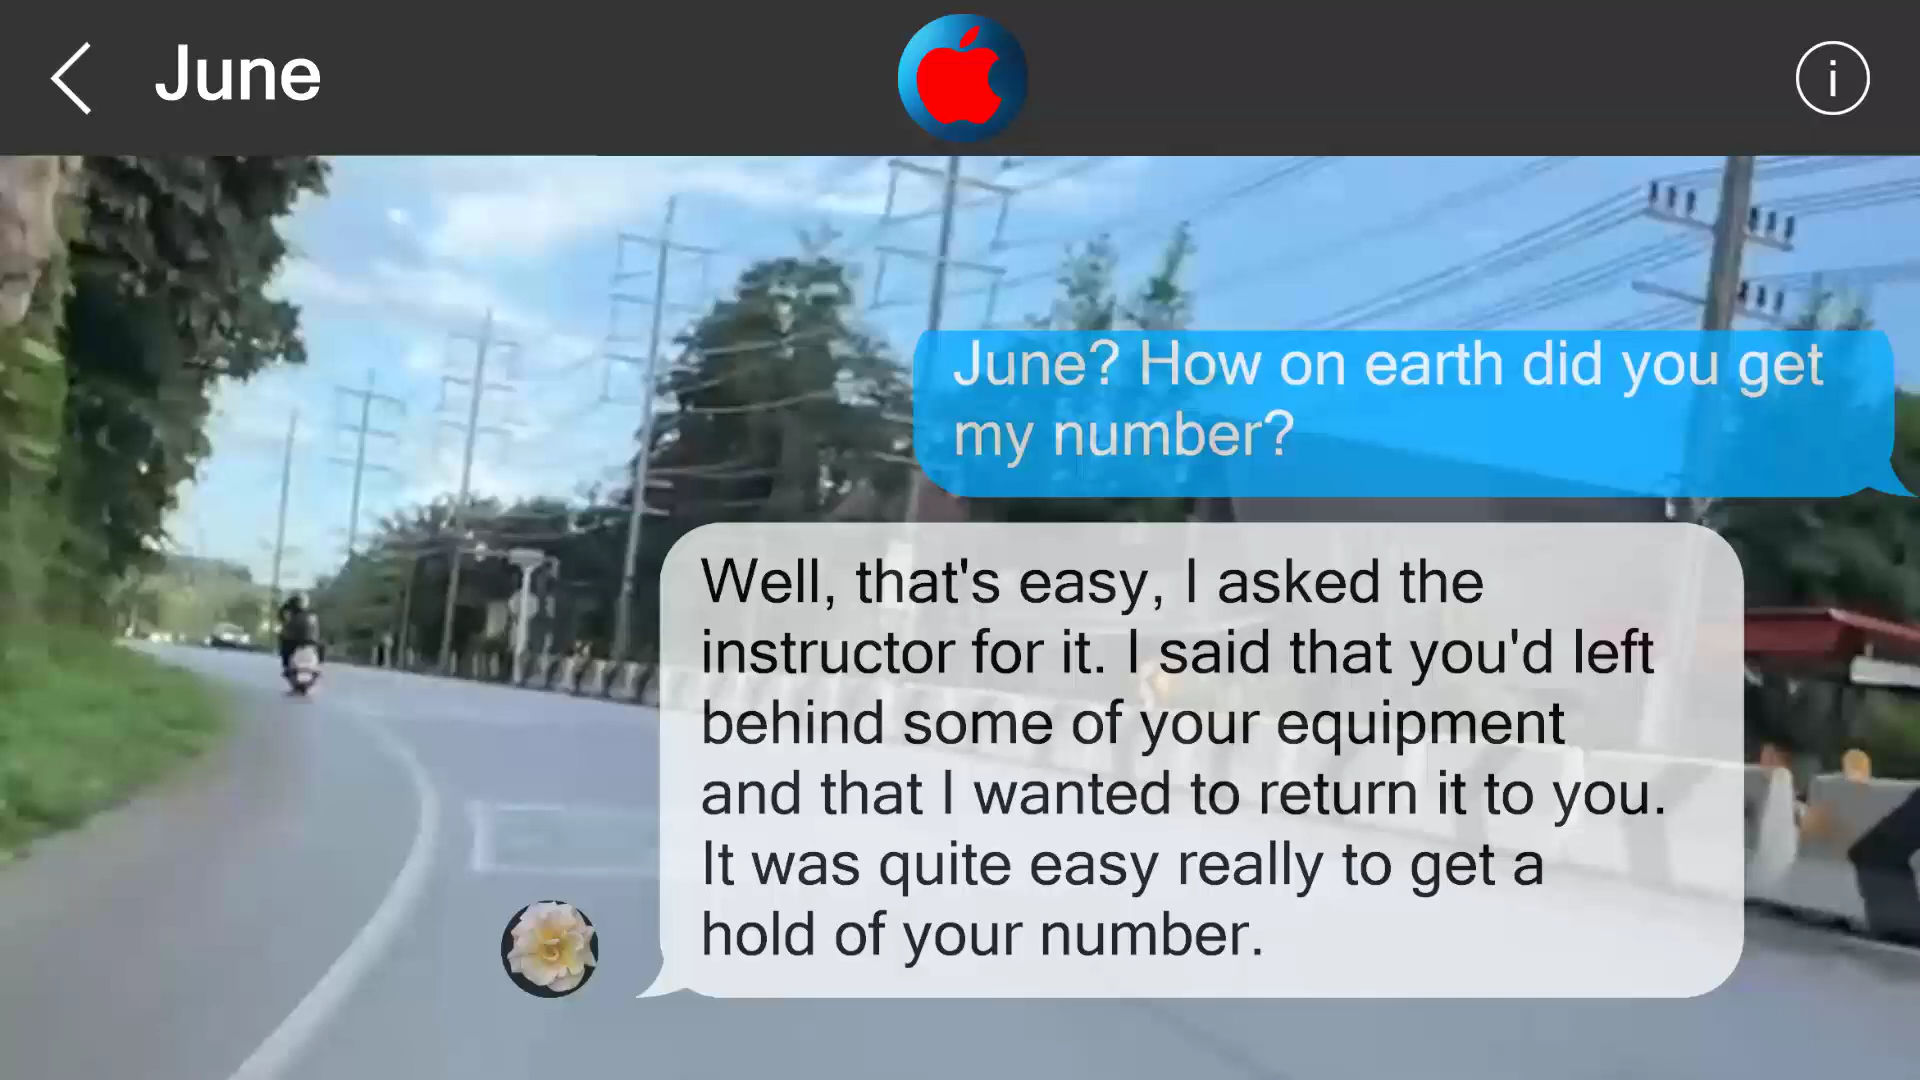 June
June? How on earth did you get
my number?
Well, that's easy, I asked the
instructor for it. I said that you'd left
behind some of your equipment
and that I wanted to return it to you.
It was quite easy really to get a
hold of your number.